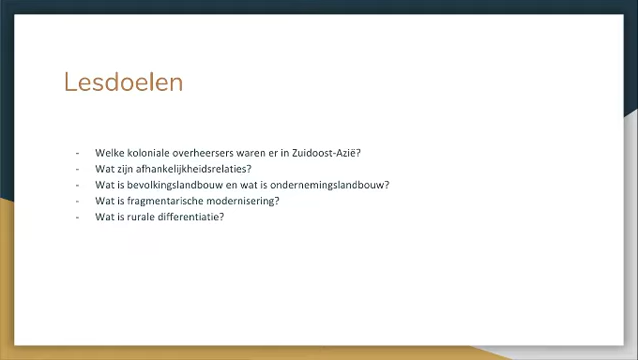 Lesdoelen
- Welke koloniale overheersers waren er in Zuidoost-Azië?
- Wat zijn afhankelijkheidsrelaties?
- Wat is bevolkingslandbouw en wat is ondernemingslandbouw?
- Wat is fragmentarische modernisering?
- Wat is rurale differentiatie?